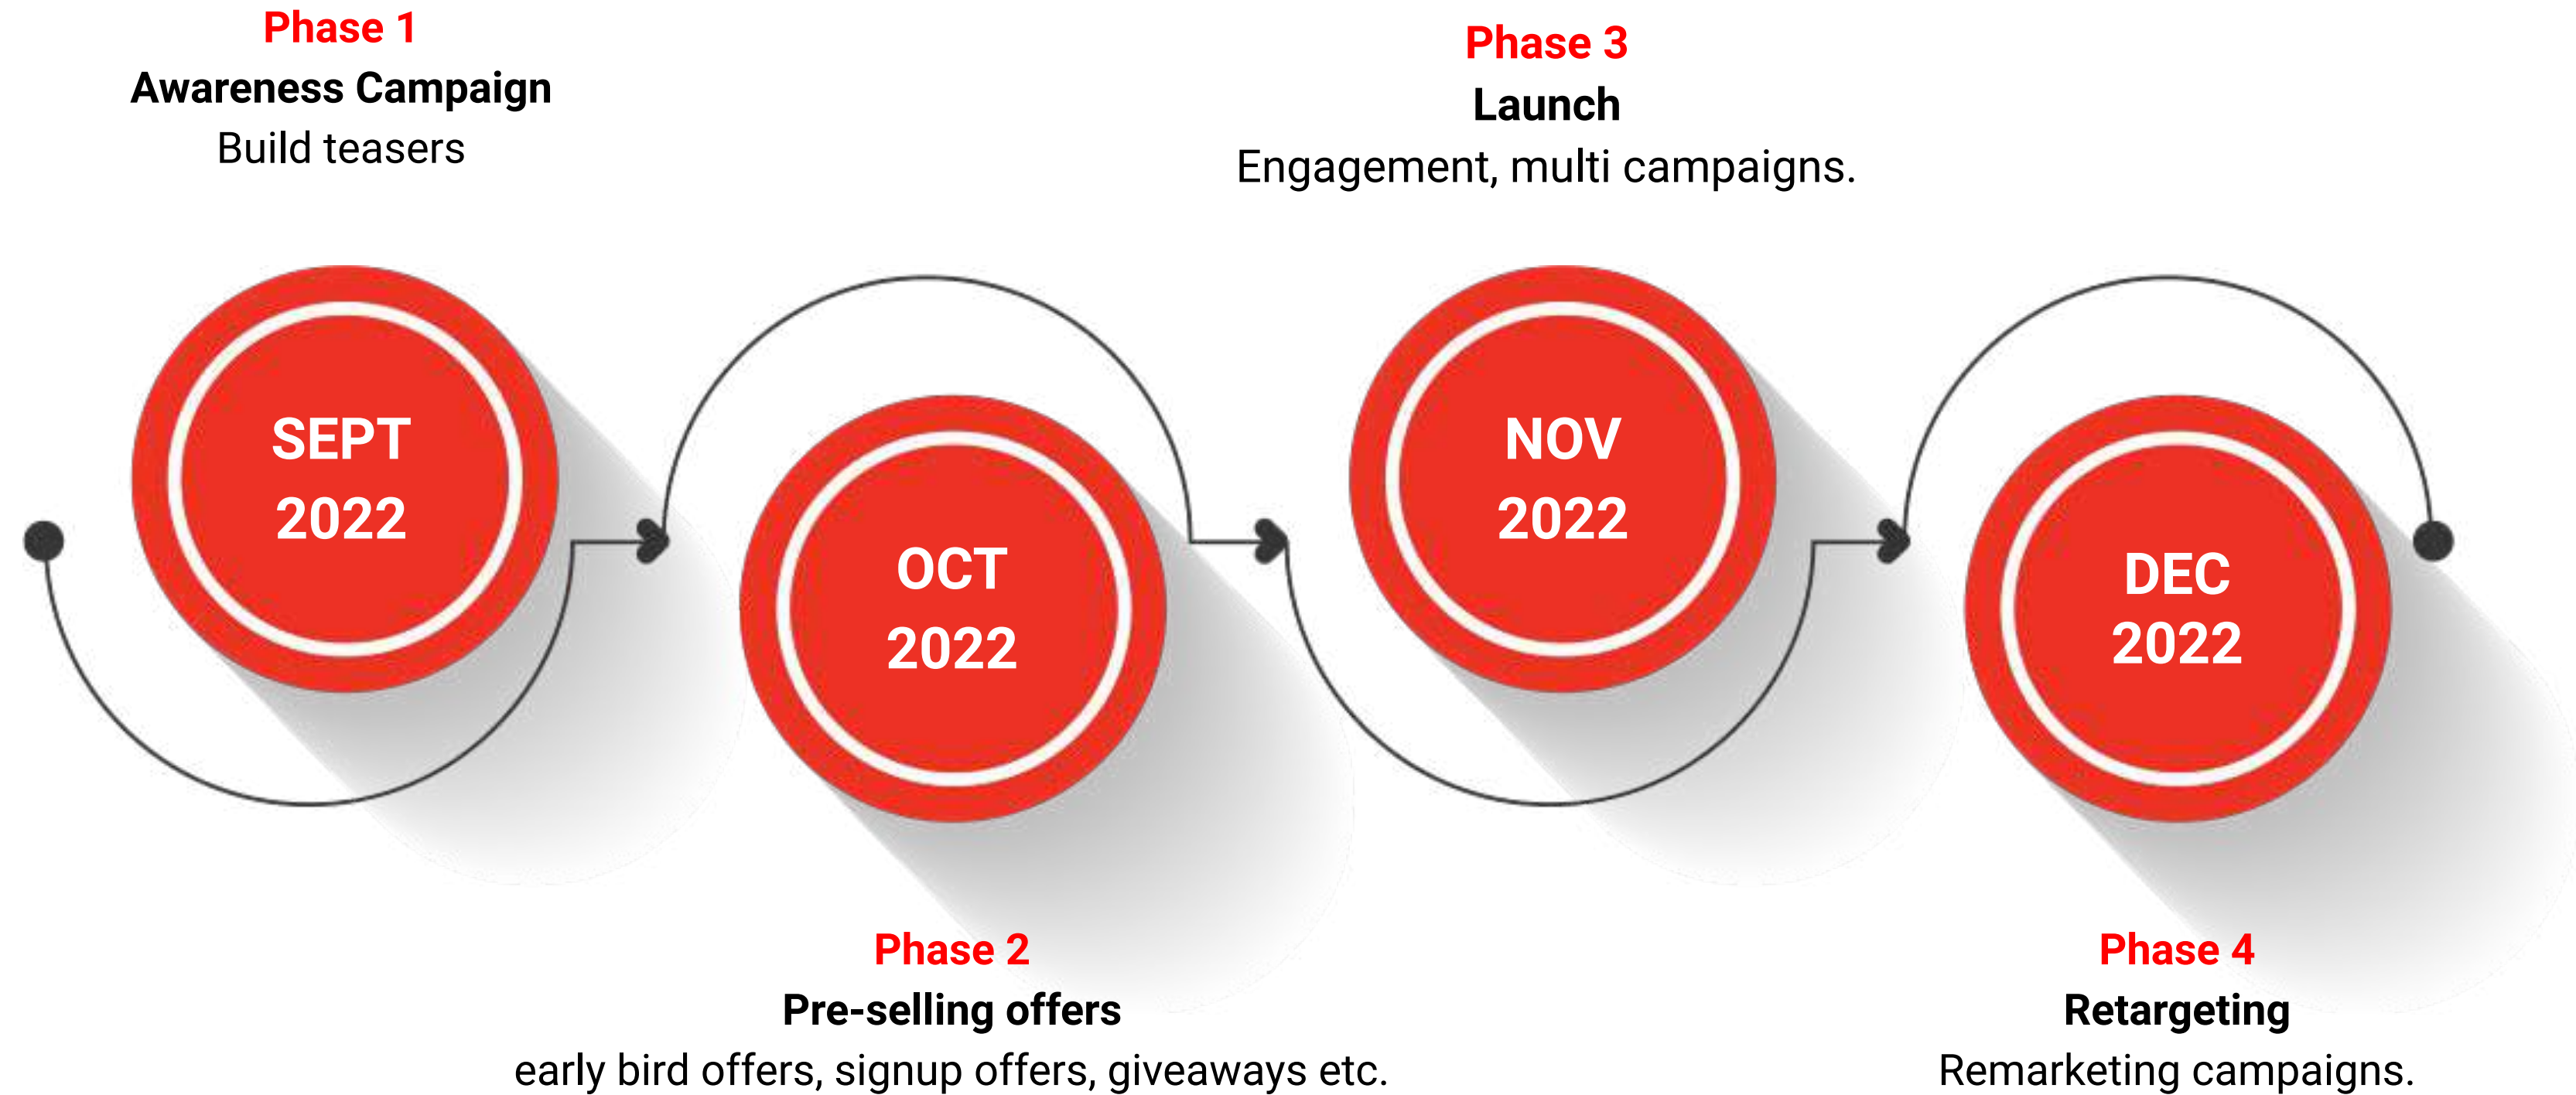 Phase 1
Awareness Campaign
Build teasers
SEPT
2022
OCT
2022
Phase 2
Pre-selling offers
early bird offers, signup offers, giveaways etc.
Phase 3
Launch
Engagement, multi campaigns.
NOV
2022
DEC
2022
Phase 4
Retargeting
Remarketing campaigns.